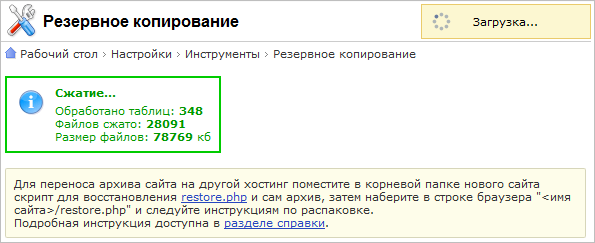 Резервное копирование
Загрузка...
Рабочий стол › Настройки › Инструменты › Резервное копирование
Сжатие...
Обработано таблиц: 348
Файлов сжато: 28091
Размер файлов: 78769 кб
Для переноса архива сайта на другой хостинг поместите в корневой папке нового сайта
скрипт для восстановления restore.php и сам архив, затем наберите в строке браузера "<имя
сайта>/restore.php" и следуйте инструкциям по распаковке.
Подробная инструкция доступна в разделе справки.